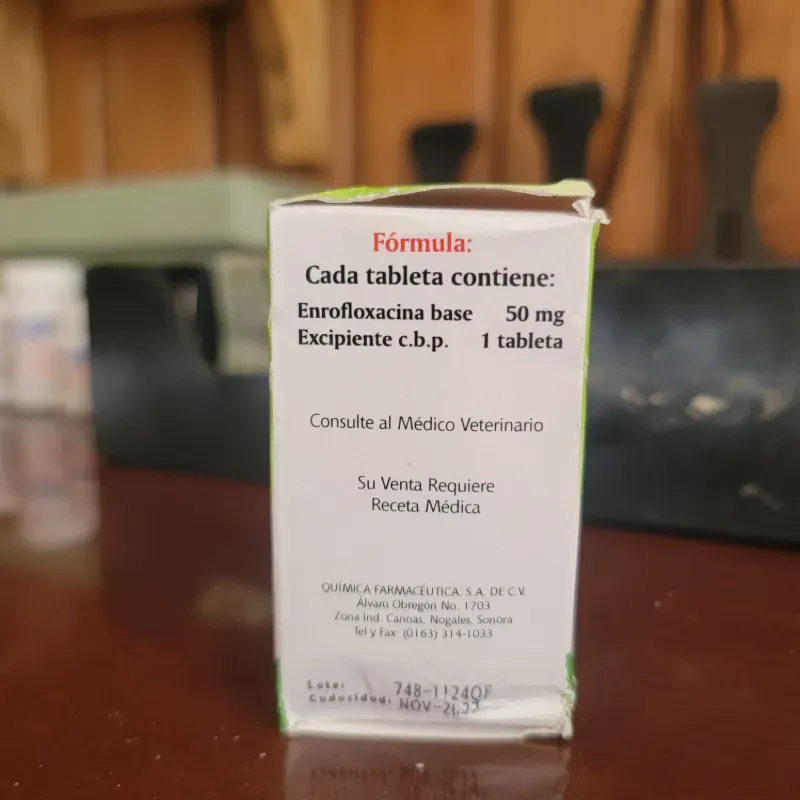 Fórmula:
Cada tableta contiene:
Enrofloxacina base 50 mg
Excipiente c.b.p. 1 tableta
Consulte al Médico Veterinario
Su Venta Requiere
Receta Médica
QUÍMICA FARMACÉUTICA, S.A. DE C.V.
Álvaro Obregón No. 1703
Zona Ind. Canoas, Nogales, Sonora
Tel y Fax: (0163) 314-1033
Lote: 748-1124QF
Caducidad: NOV-2027